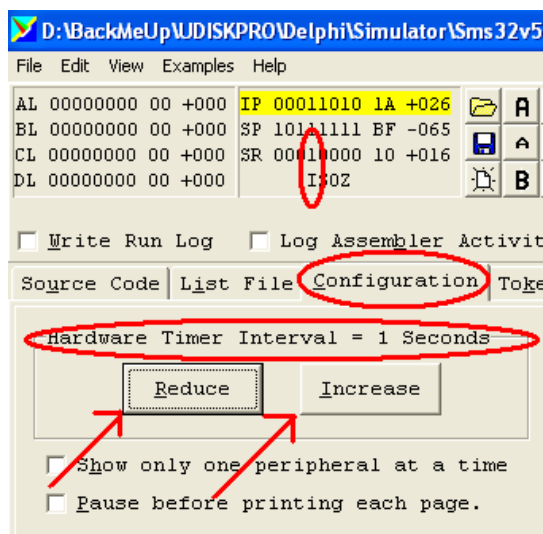 D:\BackMeUp\UDISKPRO\Delphi\Simulator\Sms32v5
File Edit View Examples Help
AL 00000000 00 +000 IP 00011010 1A +026 A
BL 00000000 00 +000 SP 10111111 BF -065
CL 00000000 00 +000 SR 00010000 10 +016 A
DL 00000000 00 +000 ISOZ B
Write Run Log Log Assembler Activit
Source Code List File Configuration Toke
Hardware Timer Interval = 1 Seconds
Reduce Increase
Show only one peripheral at a time
Pause before printing each page.